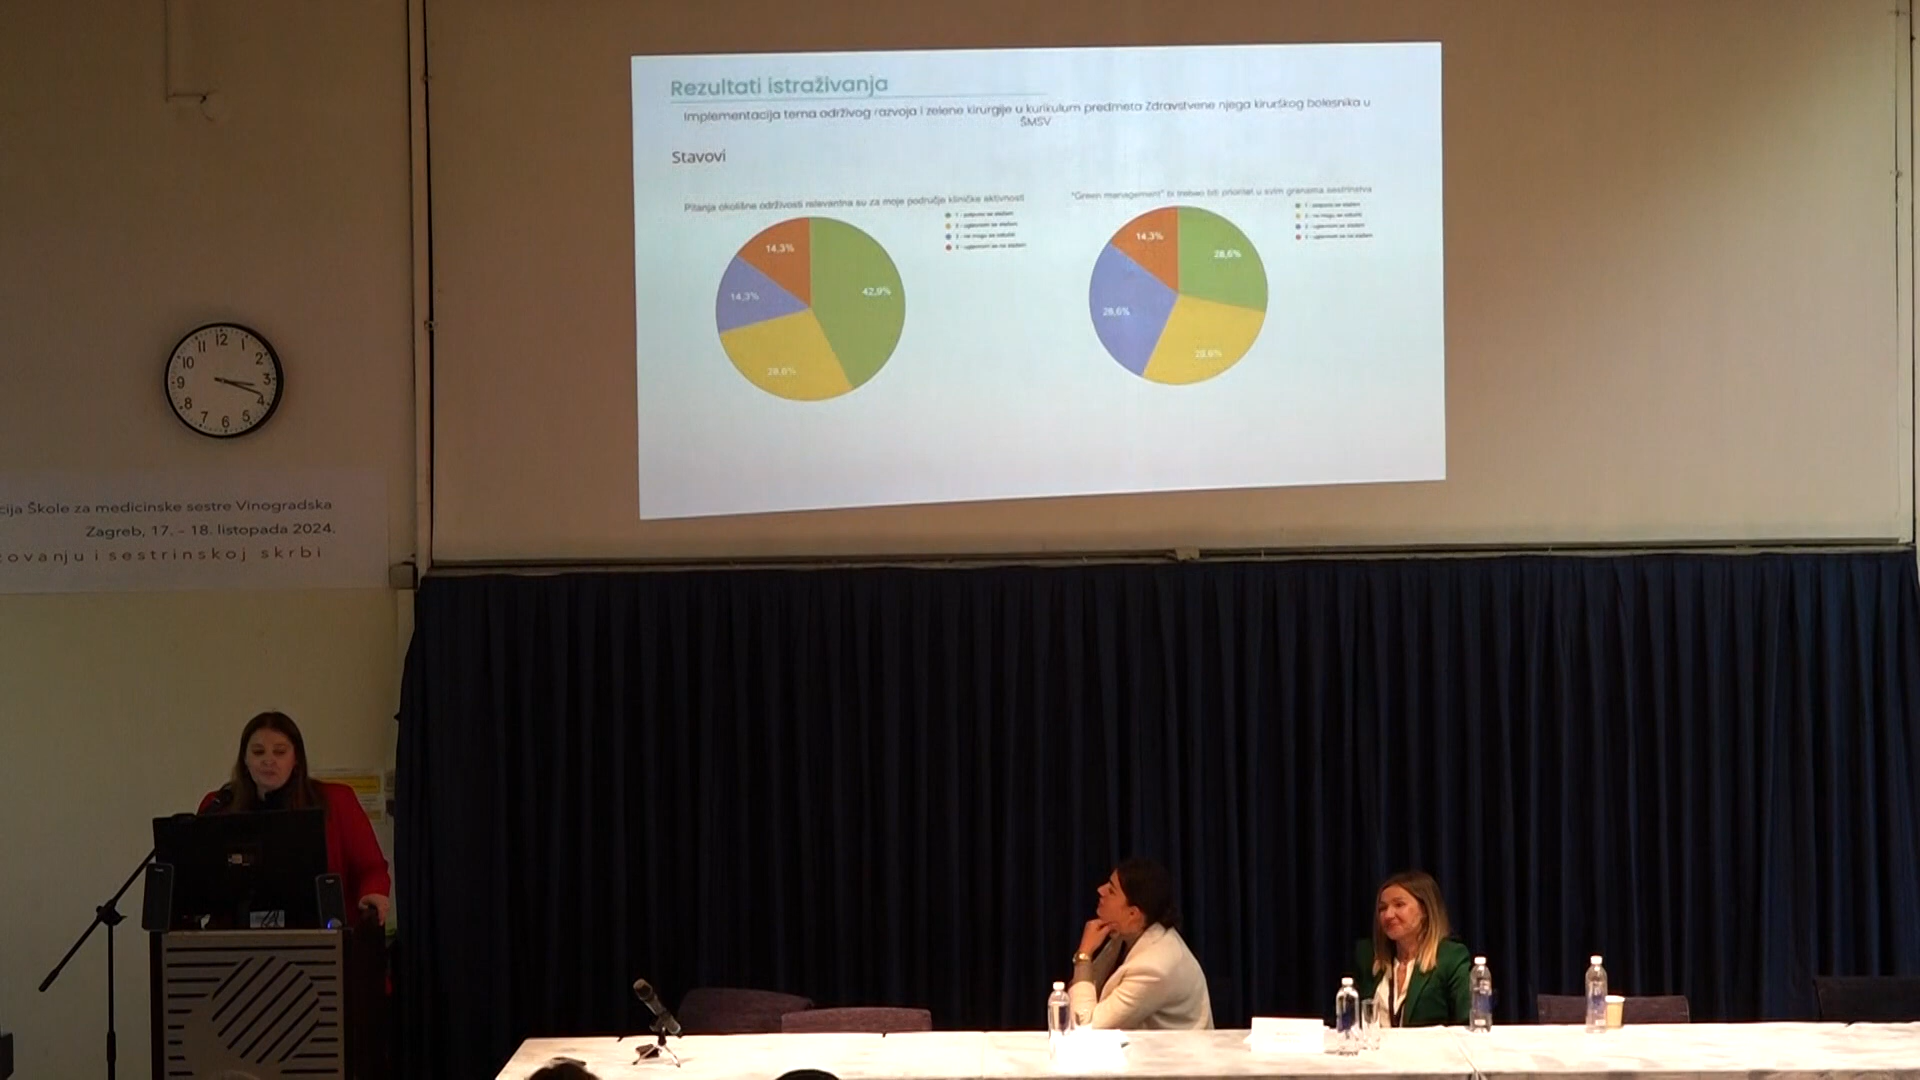 Rezultati istraživanja
Implementacija tema održivog razvoja i zelene kirurgije u kurikulum predmeta Zdravstvene njega kirurškog bolesnika u
ŠMSV
Stavovi
Pitanja okolišne održivosti relevantna su za moje područje kliničke aktivnosti
14,3%
14,3%
42,9%
28,6%
"Green management" bi trebao biti prioritet u svim granama sestrinstva
14,3%
28,6%
28,6%
28,6%
12
1
2
3
4
5
6
7
8
9
10
11
cija Škole za medicinske sestre Vinogradska
Zagreb, 17. - 18. listopada 2024.
ovanju i sestrinskoj skrbi